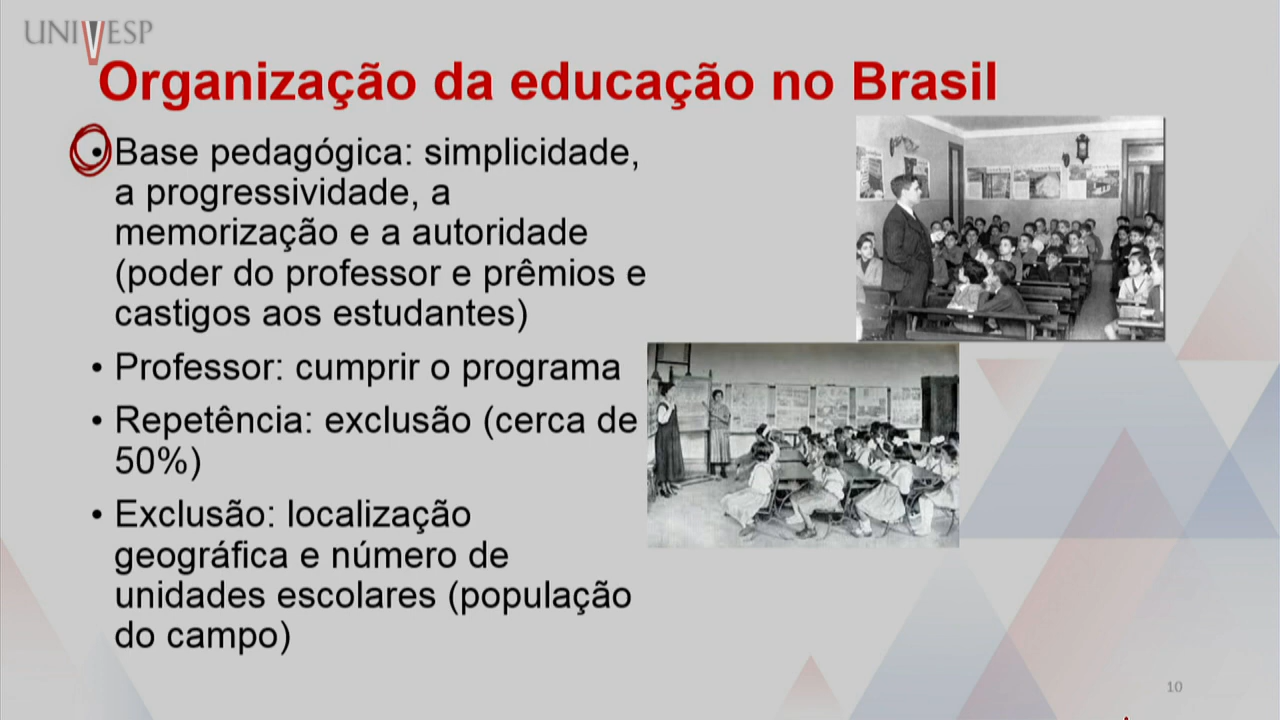 UNIVESP
Organização da educação no Brasil
• Base pedagógica: simplicidade,
a progressividade, a
memorização e a autoridade
(poder do professor e prêmios e
castigos aos estudantes)
• Professor: cumprir o programa
• Repetência: exclusão (cerca de
50%)
• Exclusão: localização
geográfica e número de
unidades escolares (população
do campo)
10